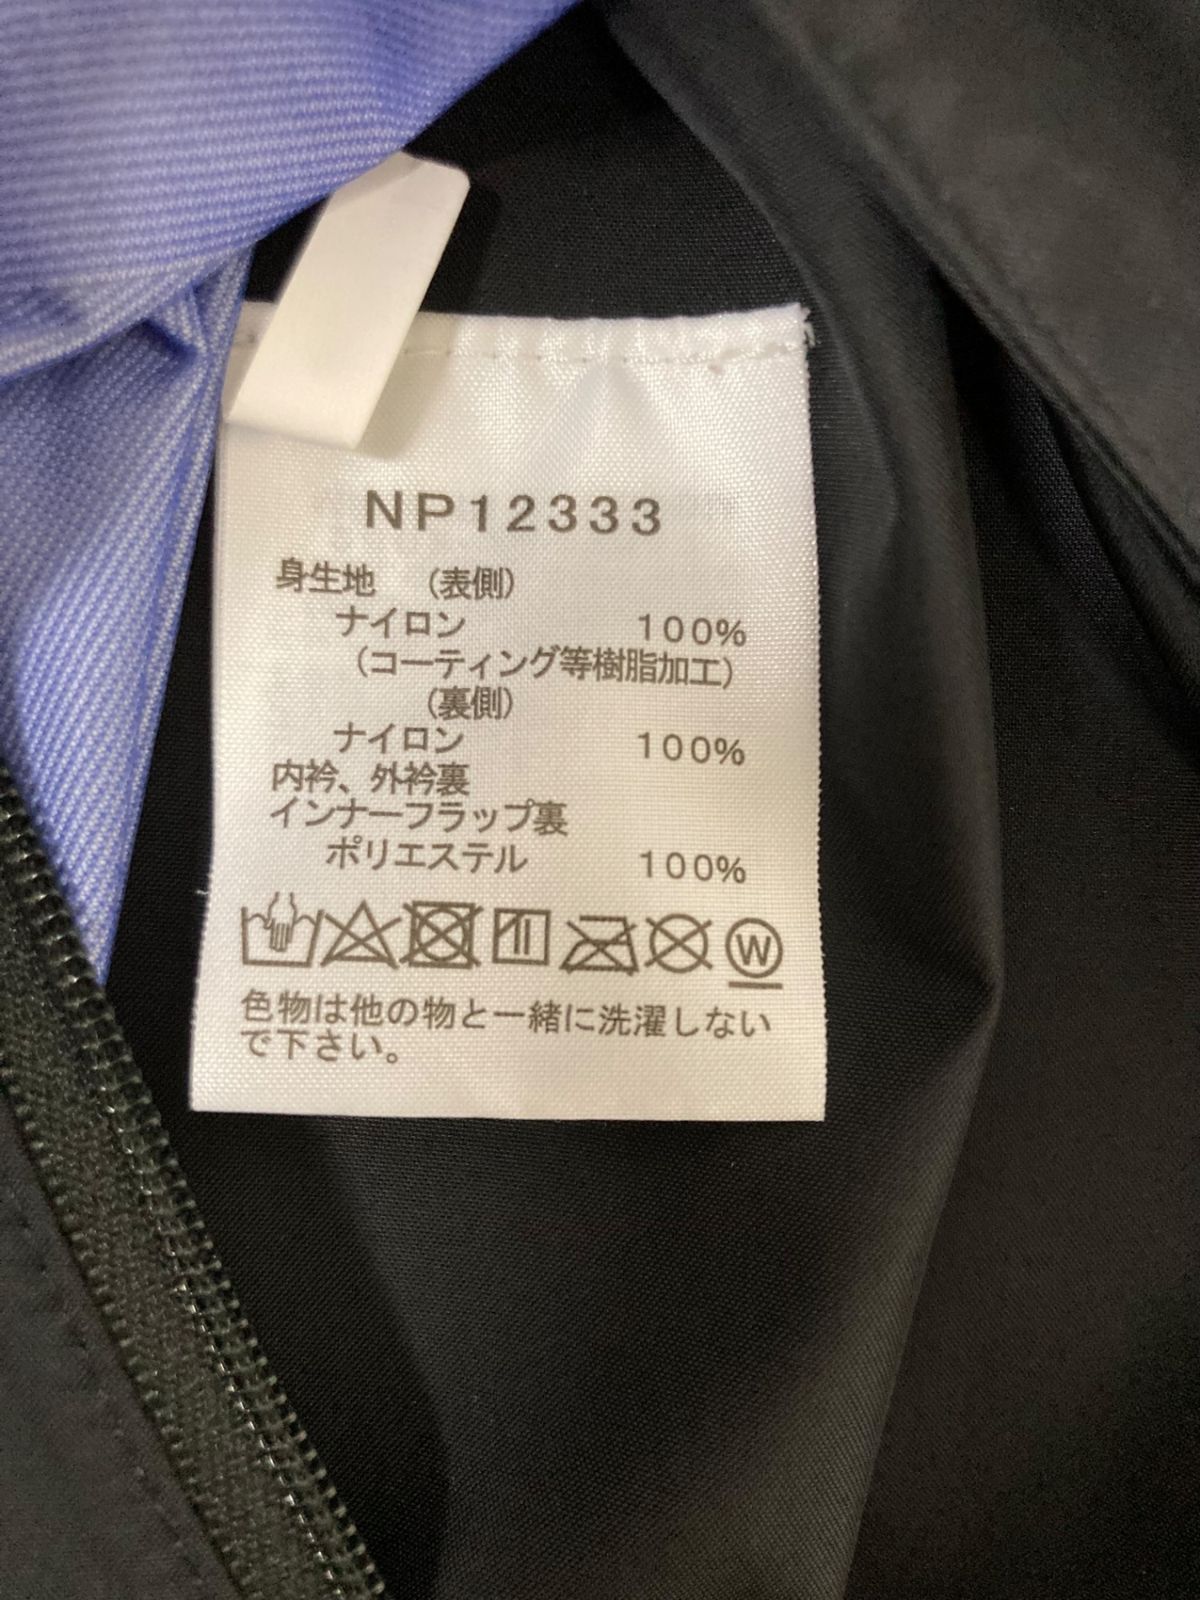 NP12333
身生地 （表側）
ナイロン 100%
（コーティング等樹脂加工）
（裏側）
ナイロン 100%
内衿、外衿裏
インナーフラップ裏
ポリエステル 100%
W
色物は他の物と一緒に洗濯しない
で下さい。